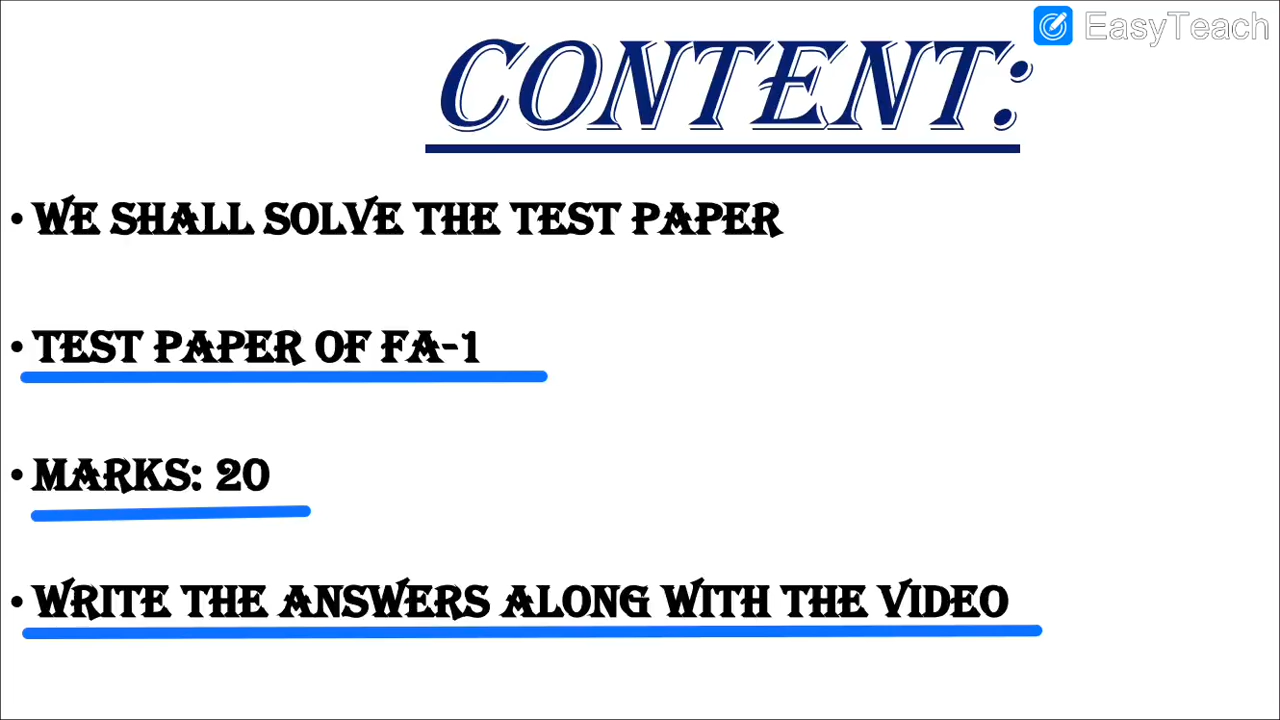 EasyTeach
CONTENT:
• WE SHALL SOLVE THE TEST PAPER
• TEST PAPER OF FA-1
• MARKS: 20
• WRITE THE ANSWERS ALONG WITH THE VIDEO